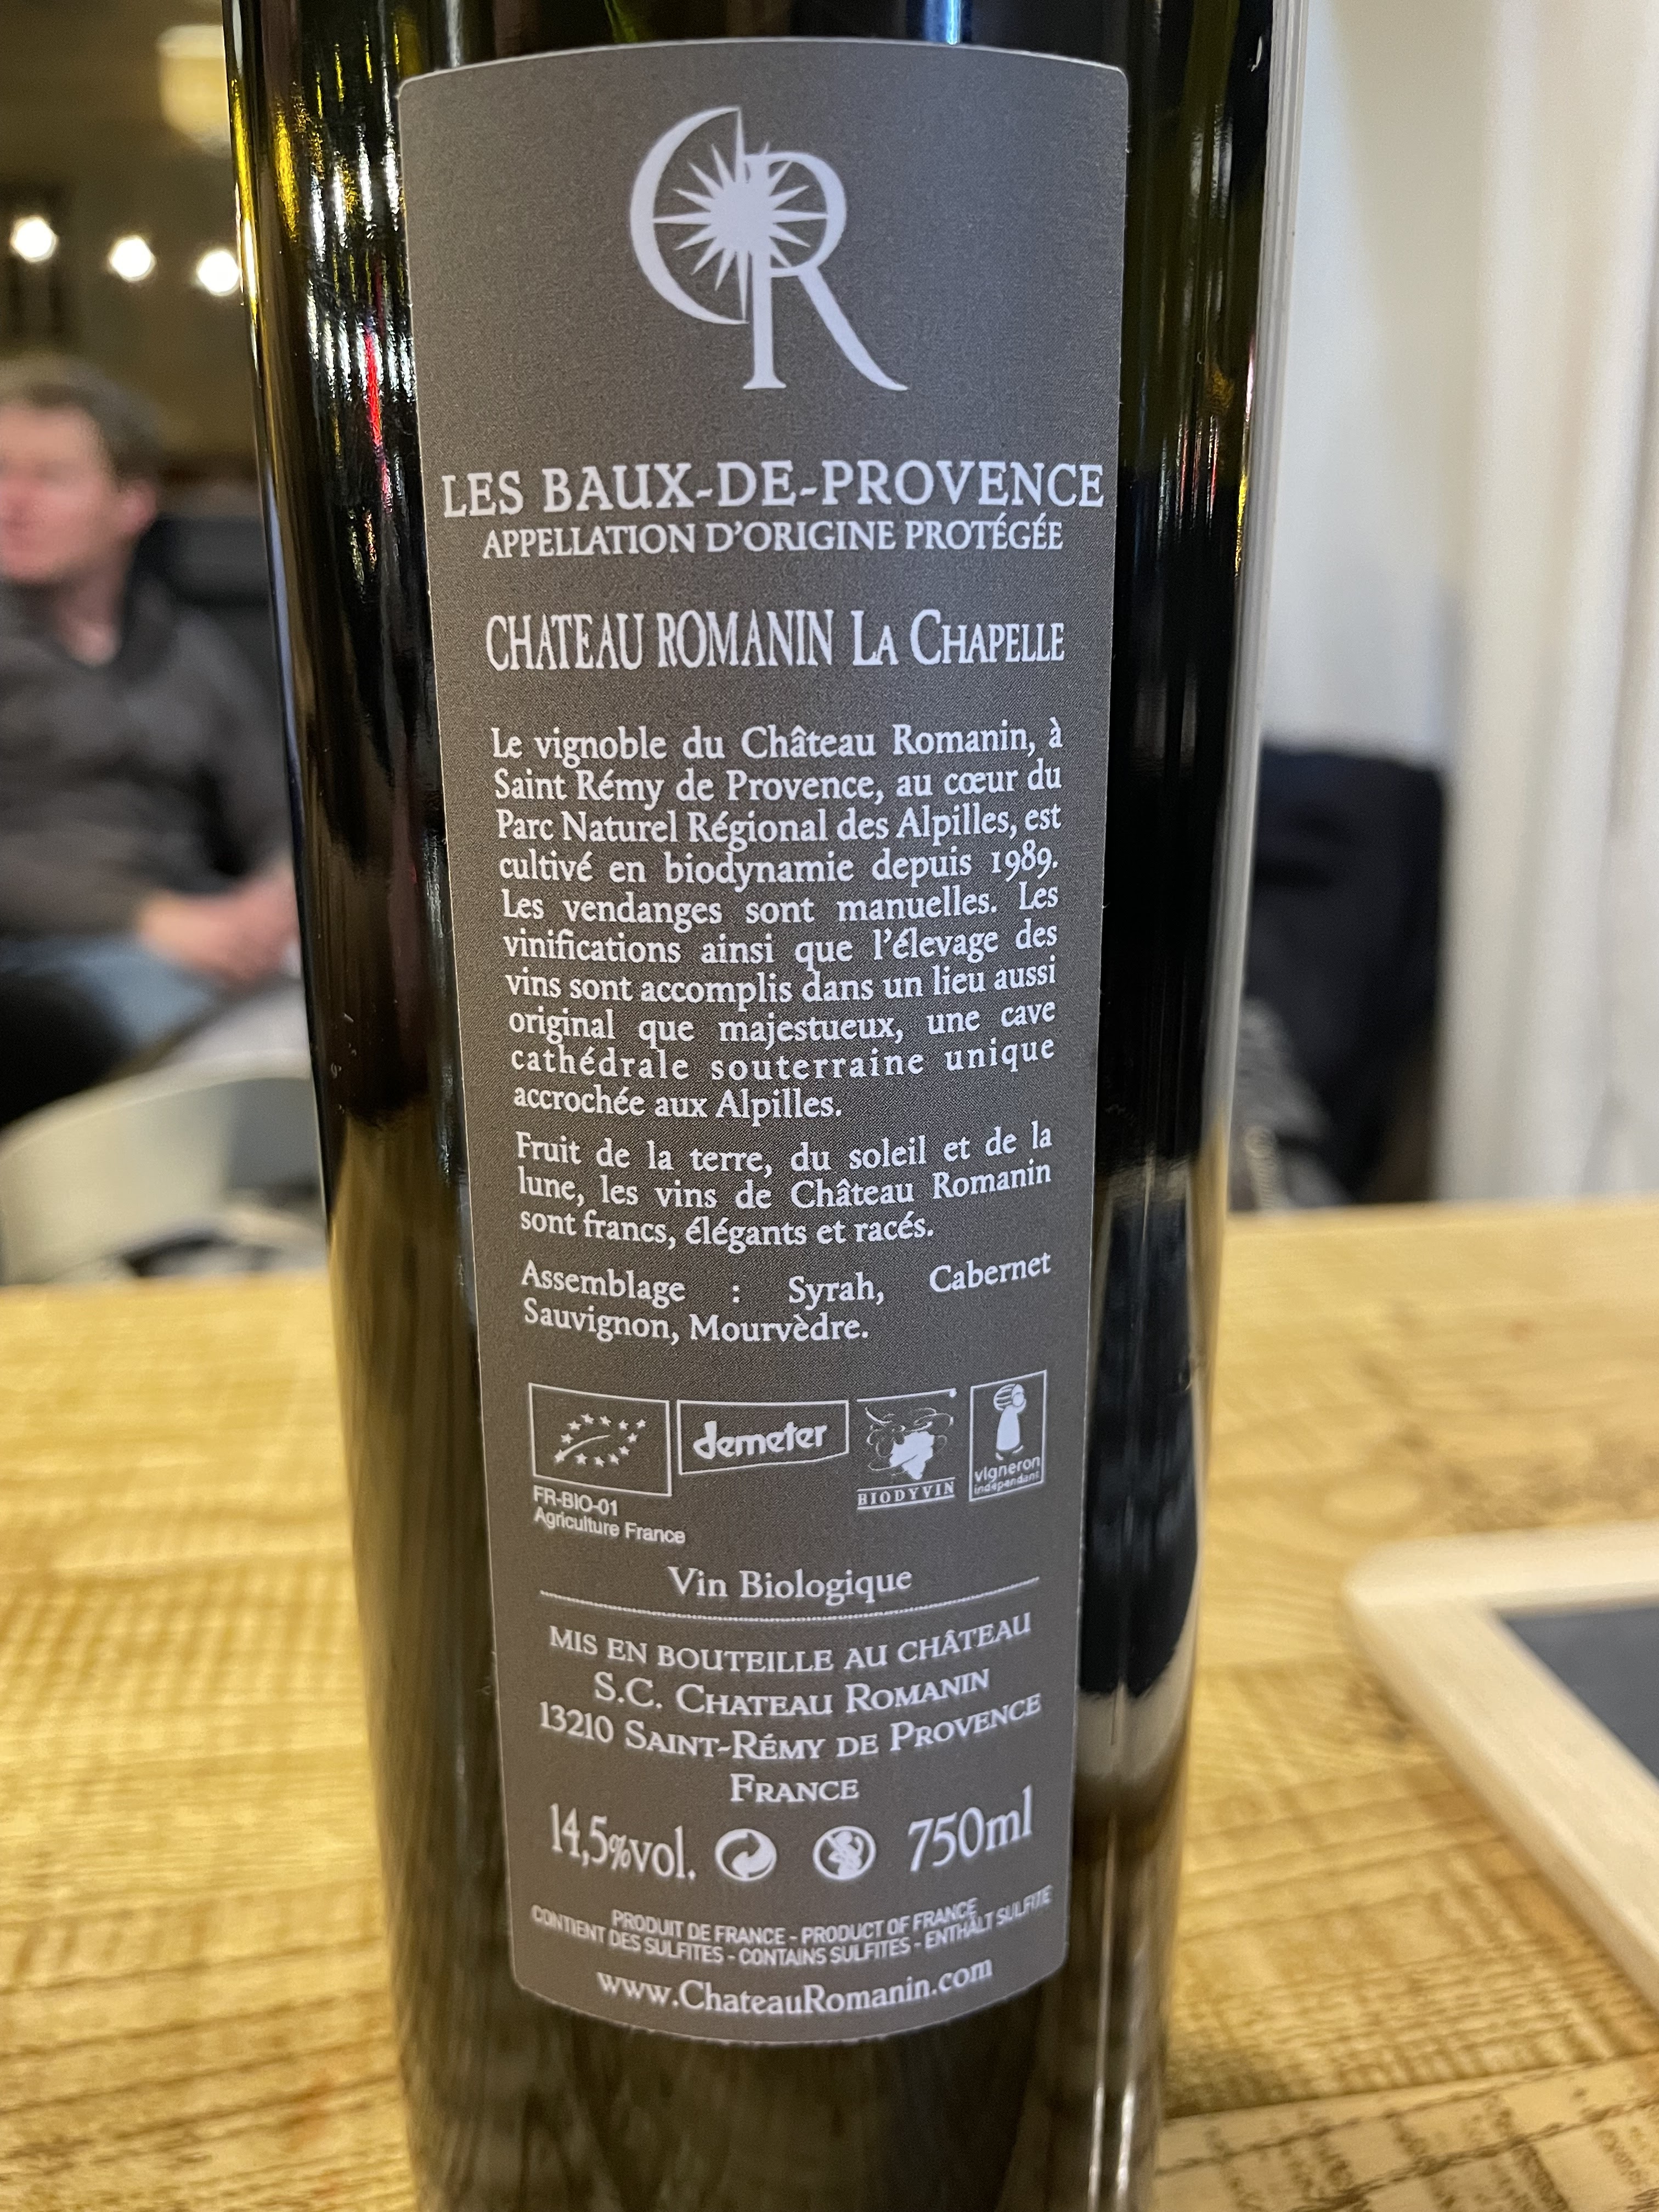 CR
LES BAUX-DE-PROVENCE
APPELLATION D'ORIGINE PROTÉGÉE
CHATEAU ROMANIN LA CHAPELLE
Le vignoble du Château Romanin, à
Saint Rémy de Provence, au cœur du
Parc Naturel Régional des Alpilles, est
cultivé en biodynamie depuis 1989.
Les vendanges sont manuelles. Les
vinifications ainsi que l'élevage des
vins sont accomplis dans un lieu aussi
original que majestueux, une cave
cathédrale souterraine unique
accrochée aux Alpilles.
Fruit de la terre, du soleil et de la
lune, les vins de Château Romanin
sont francs, élégants et racés.
Assemblage : Syrah, Cabernet
Sauvignon, Mourvèdre.
demeter
BIODYVIN
vigneron
indépendant
FR-BIO-01
Agriculture France
Vin Biologique
MIS EN BOUTEILLE AU CHÂTEAU
S.C. CHATEAU ROMANIN
13210 SAINT-RÉMY DE PROVENCE
FRANCE
14,5%vol. 750ml
PRODUIT DE FRANCE - PRODUCT OF FRANCE
CONTIENT DES SULFITES - CONTAINS SULFITES - ENTHÄLT SULFITE
www.ChateauRomanin.com